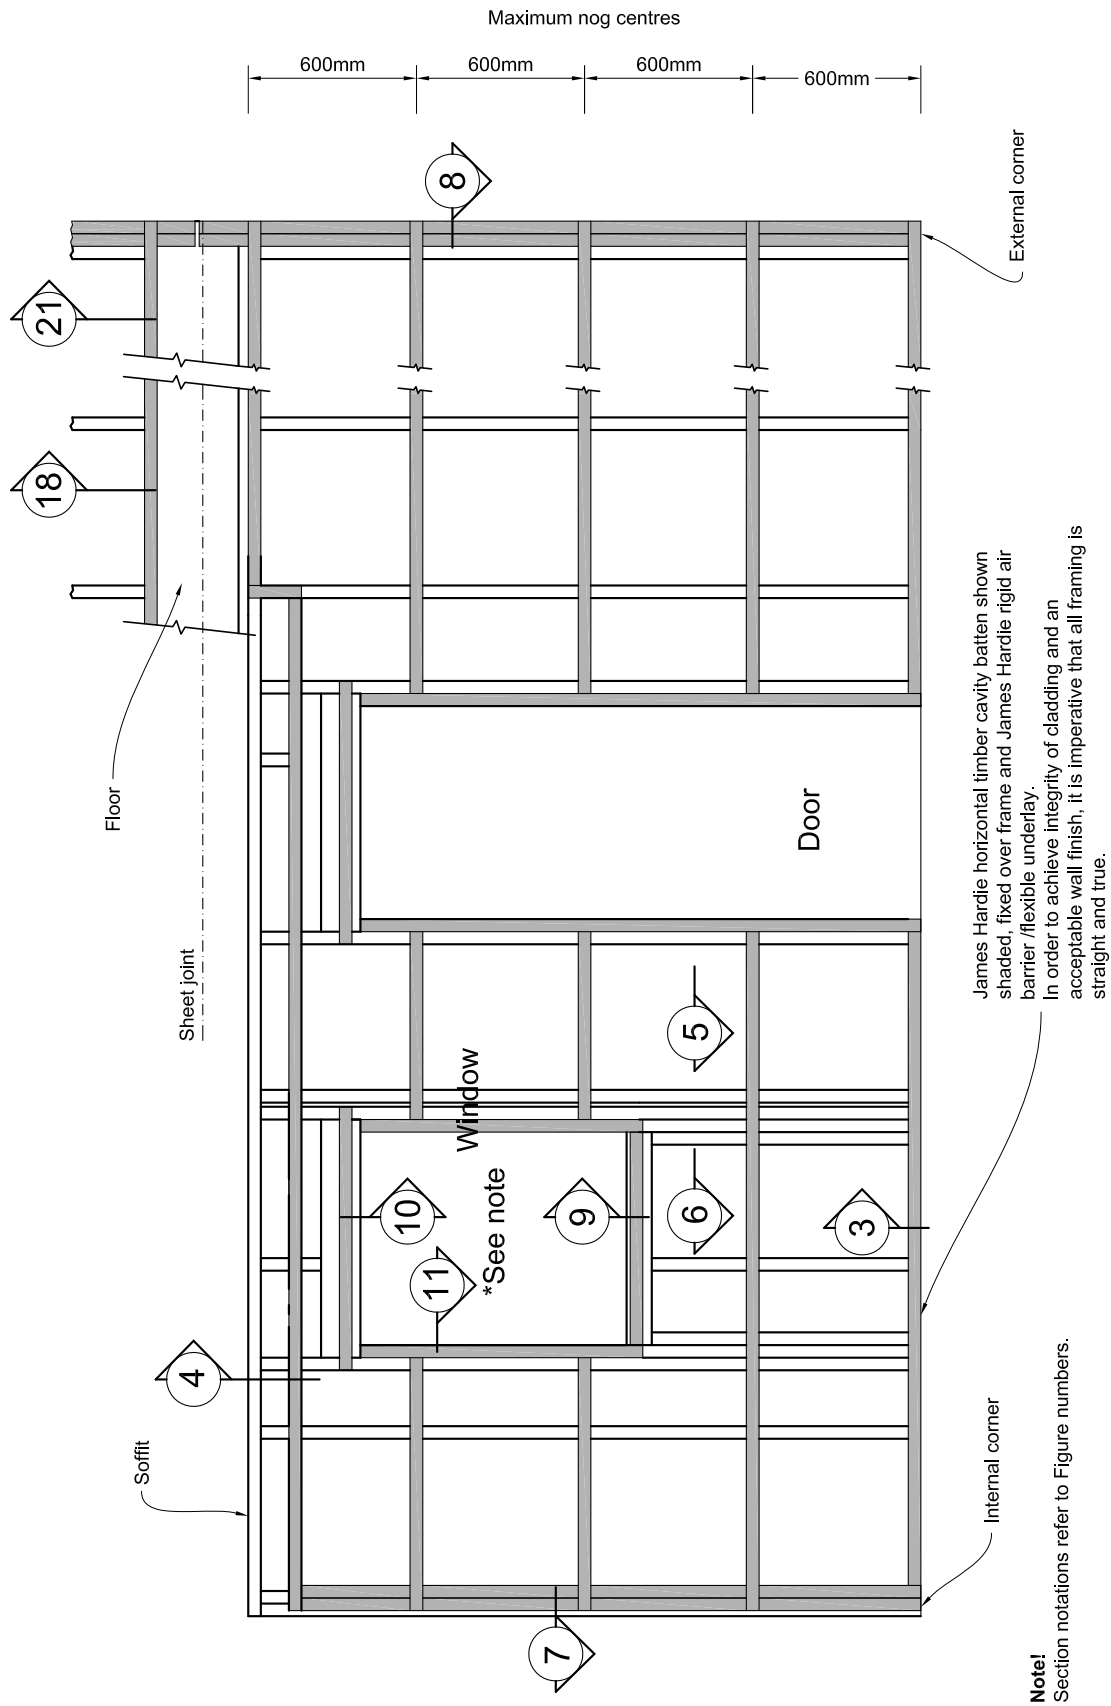 Maximum nog centres
600mm
600mm
600mm
600mm
21
18
8
Floor
Sheet joint
Soffit
4
10
11
9
6
5
3
7
Window
*See note
Door
External corner
Internal corner
James Hardie horizontal timber cavity batten shown
shaded, fixed over frame and James Hardie rigid air
barrier /flexible underlay.
In order to achieve integrity of cladding and an
acceptable wall finish, it is imperative that all framing is
straight and true.
Note!
Section notations refer to Figure numbers.